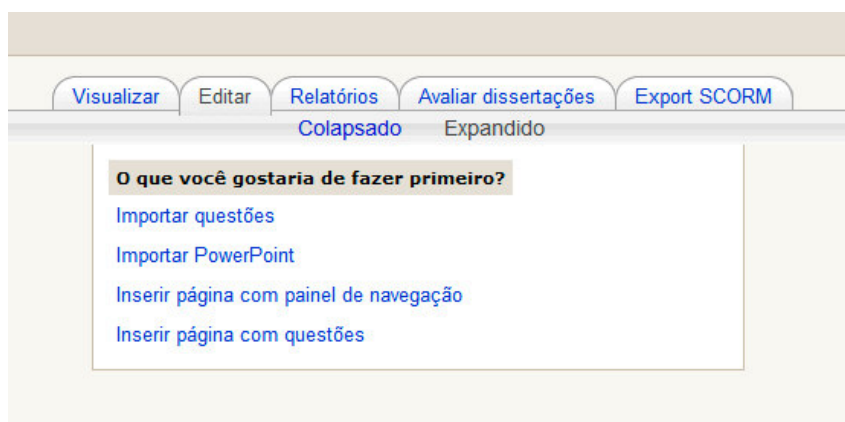 Visualizar Editar Relatórios Avaliar dissertações Export SCORM
Colapsado Expandido
O que você gostaria de fazer primeiro?
Importar questões
Importar PowerPoint
Inserir página com painel de navegação
Inserir página com questões